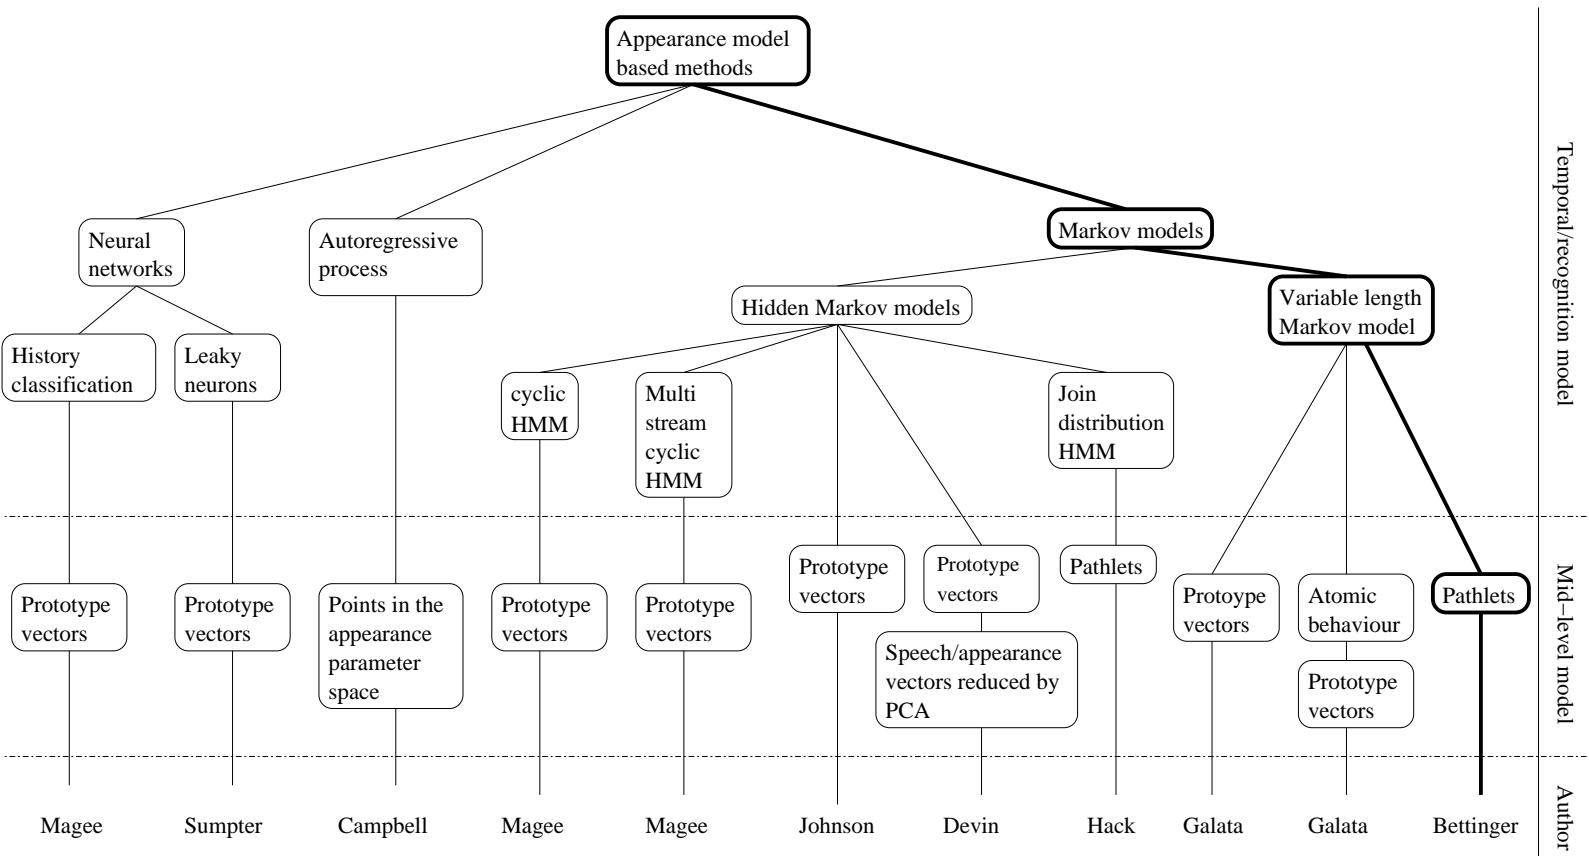 Appearance model
based methods
Neural
networks
Autoregressive
process
Markov models
Hidden Markov models
Variable length
Markov model
History
classification
Leaky
neurons
cyclic
HMM
Multi
stream
cyclic
HMM
Join
distribution
HMM
Temporal/recognition model
Prototype
vectors
Prototype
vectors
Points in the
appearance
parameter
space
Prototype
vectors
Prototype
vectors
Prototype
vectors
Prototype
vectors
Speech/appearance
vectors reduced by
PCA
Pathlets
Protoype
vectors
Atomic
behaviour
Prototype
vectors
Pathlets
Mid−level model
Magee
Sumpter
Campbell
Magee
Magee
Johnson
Devin
Hack
Galata
Galata
Bettinger
Author